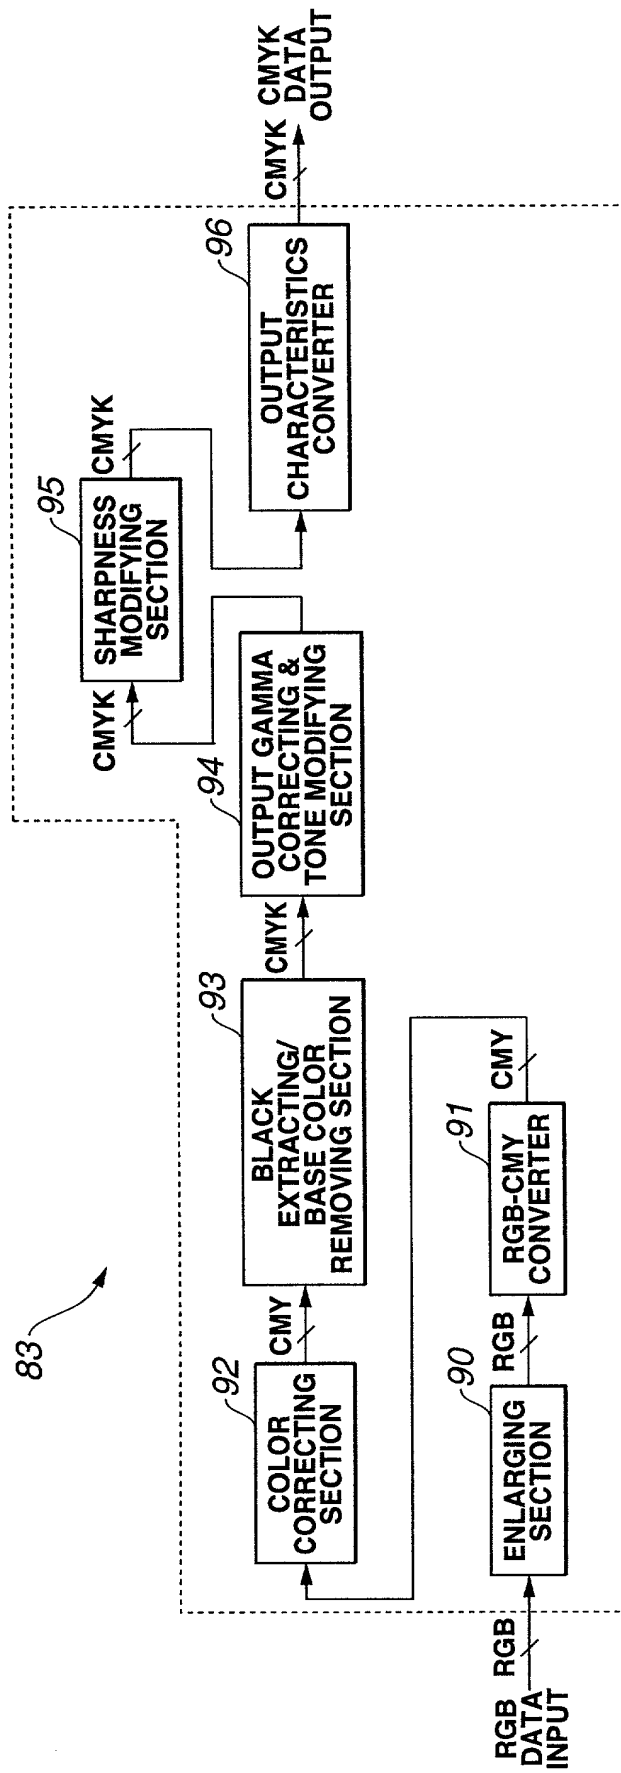 83
RGB
DATA
INPUT
RGB
90
ENLARGING
SECTION
RGB
91
RGB-CMY
CONVERTER
CMY
92
COLOR
CORRECTING
SECTION
CMY
93
BLACK
EXTRACTING/
BASE COLOR
REMOVING SECTION
CMYK
94
OUTPUT GAMMA
CORRECTING &
TONE MODIFYING
SECTION
CMYK
95
SHARPNESS
MODIFYING
SECTION
CMYK
96
OUTPUT
CHARACTERISTICS
CONVERTER
CMYK
CMYK
DATA
OUTPUT